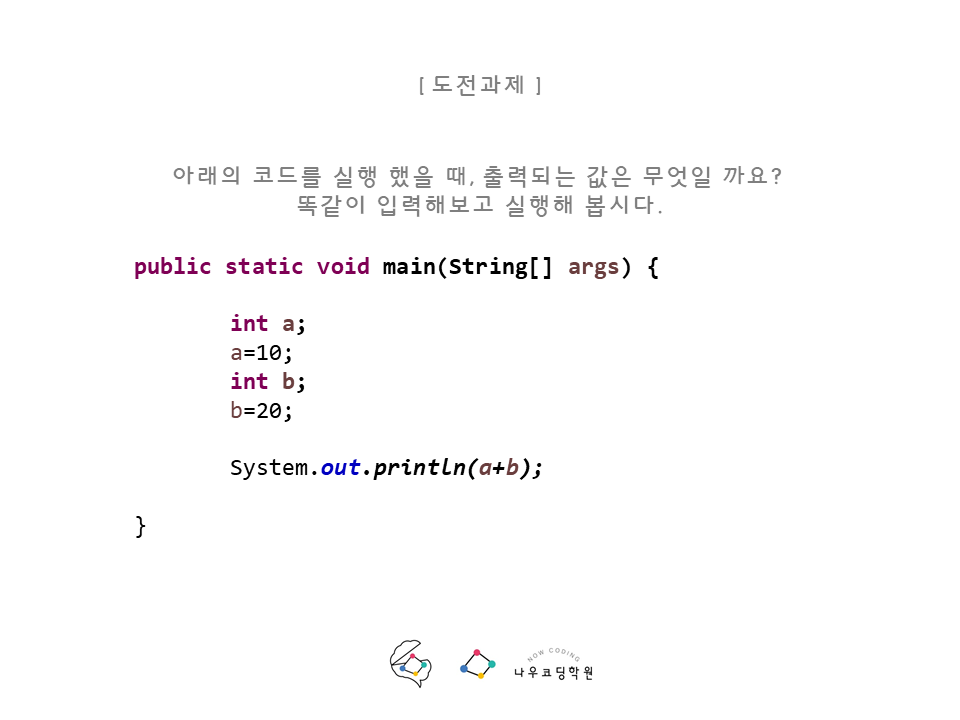 [ 도전과제 ]
아래의 코드를 실행 했을 때, 출력되는 값은 무엇일 까요?
똑같이 입력해보고 실행해 봅시다.
public static void main(String[] args) {
int a;
a=10;
int b;
b=20;
System.out.println(a+b);
}
NOW CODING
나우코딩학원